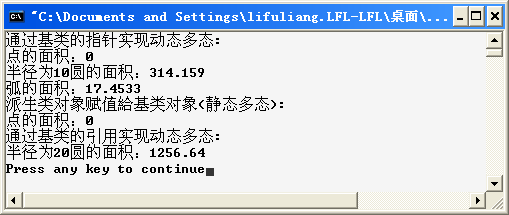 "C:\Documents and Settings\lifuliang.LFL-LFL\桌面\...
通过基类的指针实现动态多态:
点的面积: 0
半径为10圆的面积: 314.159
弧的面积: 17.4533
派生类对象赋值給基类对象(静态多态):
点的面积: 0
通过基类的引用实现动态多态:
半径为20圆的面积: 1256.64
Press any key to continue